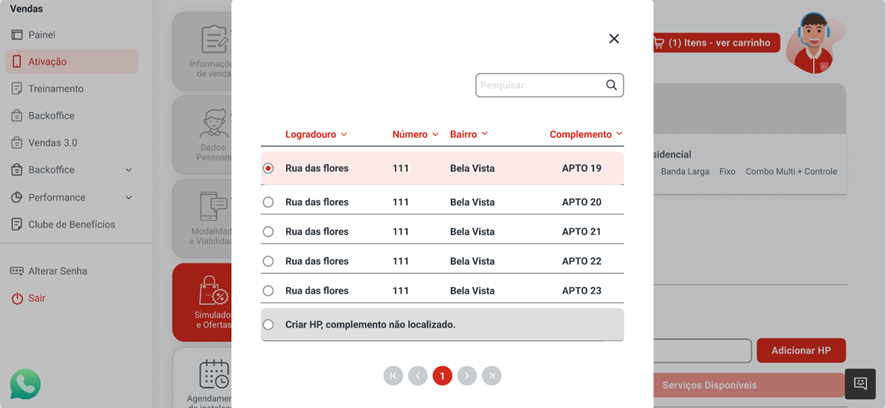 Vendas
Painel
Ativação
Treinamento
Backoffice
Vendas 3.0
Backoffice
Performance
Clube de Benefícios
Alterar Senha
Sair
Informaçõe
de venda
Dados
Pessoais
Modalidad
e Viabilida
Simulado
e Ofertas
Agendamen
Pesquisar
Logradouro Número Bairro Complemento
Rua das flores 111 Bela Vista APTO 19
Rua das flores 111 Bela Vista APTO 20
Rua das flores 111 Bela Vista APTO 21
Rua das flores 111 Bela Vista APTO 22
Rua das flores 111 Bela Vista APTO 23
Criar HP, complemento não localizado.
1
(1) Itens - ver carrinho
sidencial
Banda Larga Fixo Combo Multi + Controle
Adicionar HP
Serviços Disponíveis